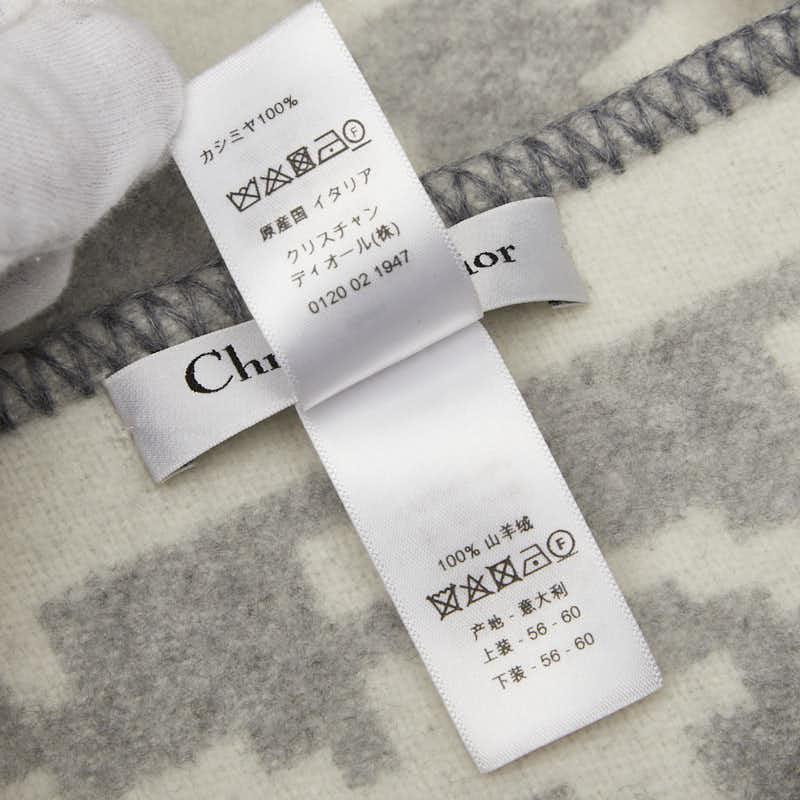 カシミヤ100%
F
原産国 イタリア
クリスチャン
ディオール(株)
0120 02 1947
Ch
ior
100% 山羊绒
F
产地 - 意大利
上装 - 56 - 60
下装 - 56 - 60